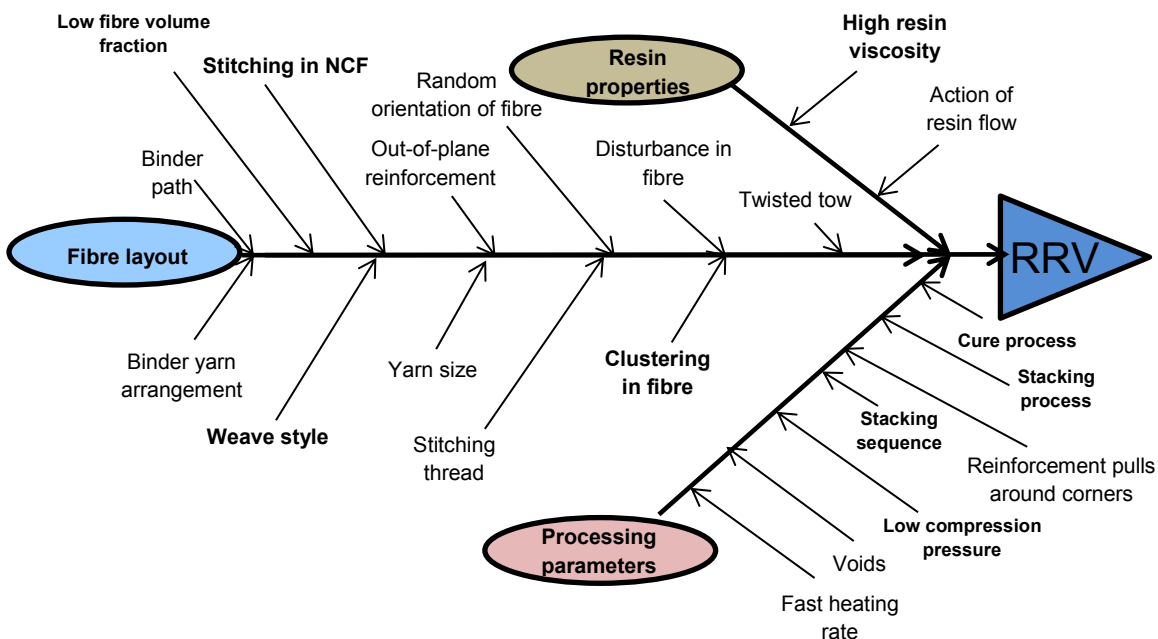 Low fibre volume
fraction
Stitching in NCF
Random
orientation of fibre
Resin
properties
High resin
viscosity
Action of
resin flow
Binder
path
Out-of-plane
reinforcement
Disturbance in
fibre
Twisted tow
Fibre layout
RRV
Binder yarn
arrangement
Weave style
Yarn size
Stitching
thread
Clustering
in fibre
Cure process
Stacking
process
Stacking
sequence
Reinforcement pulls
around corners
Low compression
pressure
Processing
parameters
Voids
Fast heating
rate